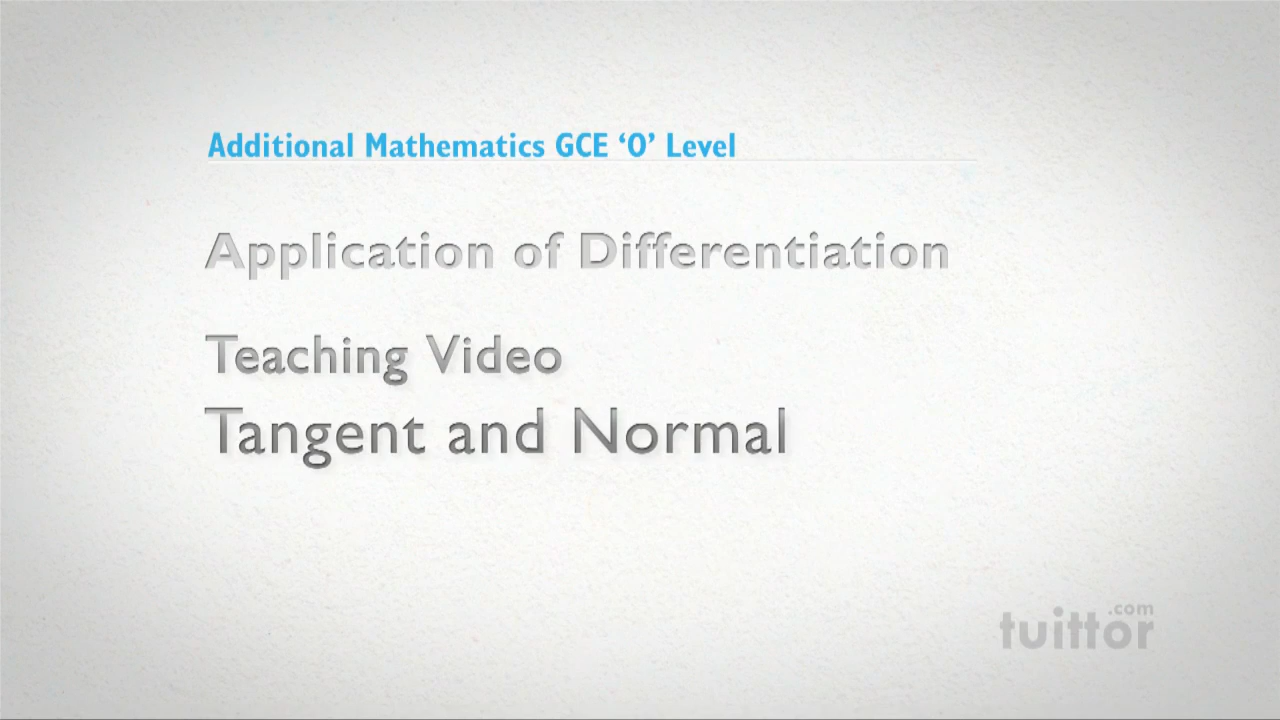 Additional Mathematics GCE ‘O’ Level
Application of Differentiation
Teaching Video
Tangent and Normal
tuittor.com